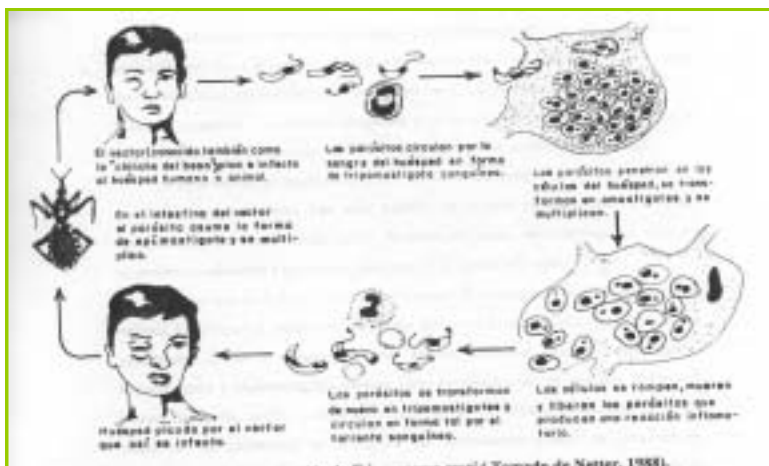 El vector conocido también como
la "chinche del beso" pica e infecta
al huésped humano o animal.
Los parásitos circulan por la
sangre del huésped en forma
de tripomastigote sanguíneo.
Los parásitos penetran en las
células del huésped, se trans-
forman en amastigotes y se
multiplican.
En el intestino del vector
el parásito asume la forma
de epimastigote y se multi-
plica.
Huésped picado por el vector
que así se infecta.
Los parásitos se transforman
de nuevo en tripomastigotes y
circulan en forma tal por el
torrente sanguíneo.
Las células se rompen, mueren
y liberan los parásitos que
producen una reacción inflama-
toria.
Tomado de Netter, 1988).